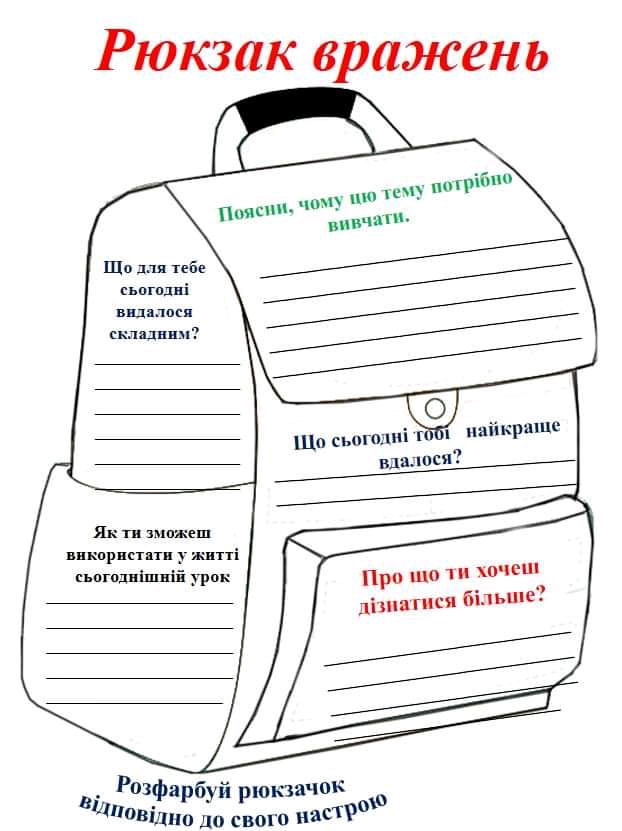 Рюкзак вражень
Поясни, чому цю тему потрібно
вивчати.
Що для тебе
сьогодні
видалося
складним?
Що сьогодні тобі найкраще
вдалося?
Як ти зможеш
використати у житті
сьогоднішній урок
Про що ти хочеш
дізнатися більше?
Розфарбуй рюкзачок
відповідно до свого настрою